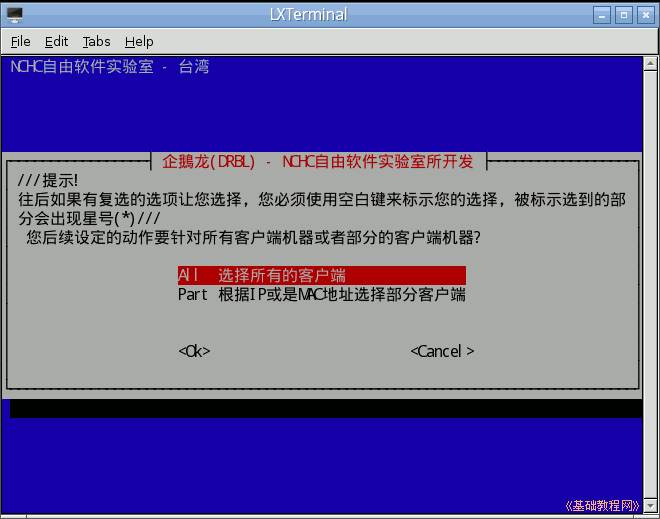 LXTerminal
File Edit Tabs Help
NCHC自由软件实验室 - 台湾
企鵝龙(DRBL) - NCHC自由软件实验室所开发
///提示!
往后如果有复选的选项让您选择，您必须使用空白键来标示您的选择，被标示选到的部
分会出现星号(*)///
您后续设定的动作要针对所有客户端机器或者部分的客户端机器?
All 选择所有的客户端
Part 根据IP或是MAC地址选择部分客户端
<Ok> <Cancel>
《基础教程网》